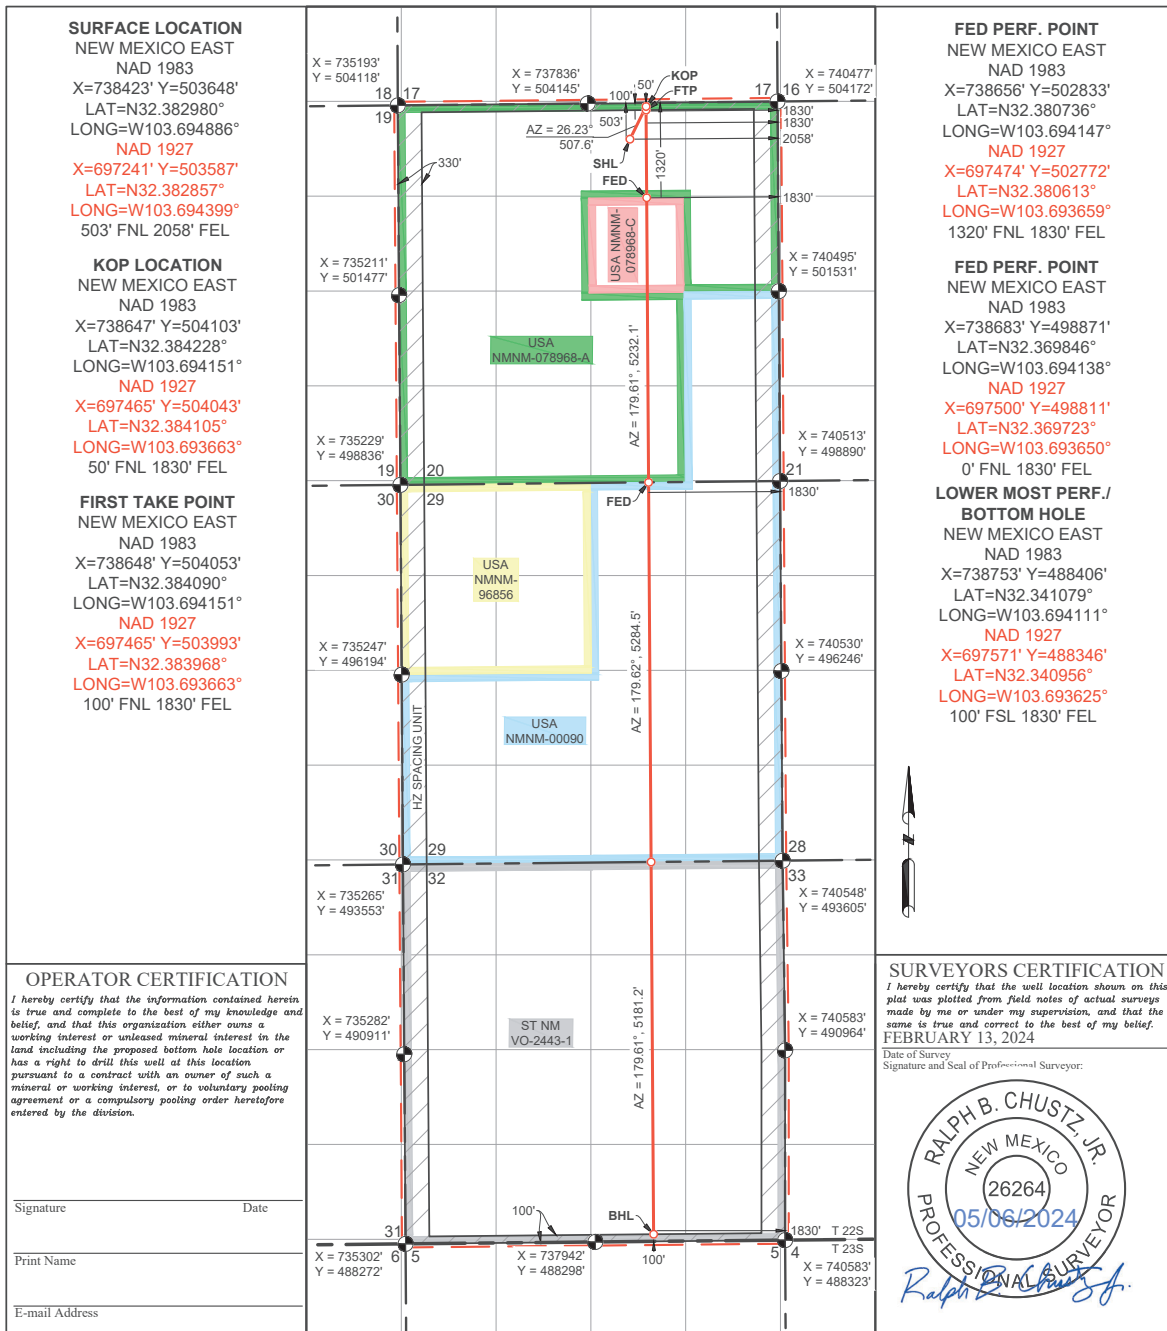 SURFACE LOCATION
NEW MEXICO EAST
NAD 1983
X=738423' Y=503648'
LAT=N32.382980°
LONG=W103.694886°
NAD 1927
X=697241' Y=503587'
LAT=N32.382857°
LONG=W103.694399°
503' FNL 2058' FEL
KOP LOCATION
NEW MEXICO EAST
NAD 1983
X=738647' Y=504103'
LAT=N32.384228°
LONG=W103.694151°
NAD 1927
X=697465' Y=504043'
LAT=N32.384105°
LONG=W103.693663°
50' FNL 1830' FEL
FIRST TAKE POINT
NEW MEXICO EAST
NAD 1983
X=738648' Y=504053'
LAT=N32.384090°
LONG=W103.694151°
NAD 1927
X=697465' Y=503993'
LAT=N32.383968°
LONG=W103.693663°
100' FNL 1830' FEL
X = 735193'
Y = 504118'
X = 737836'
Y = 504145'
X = 740477'
Y = 504172'
18 17
19
17 16
KOP
FTP
50'
100'
503'
1830'
1830'
2058'
AZ = 26.23°
507.6'
SHL
330'
1320'
FED
1830'
USA NMNM-
078968-C
X = 735211'
Y = 501477'
X = 740495'
Y = 501531'
USA
NMNM-078968-A
AZ = 179.61°, 5232.1'
X = 735229'
Y = 498836'
X = 740513'
Y = 498890'
19 20
30 29
21
FED
1830'
USA
NMNM-
96856
X = 735247'
Y = 496194'
X = 740530'
Y = 496246'
AZ = 179.62°, 5284.5'
USA
NMNM-00090
HZ SPACING UNIT
30 29
31 32
28
33
X = 735265'
Y = 493553'
X = 740548'
Y = 493605'
ST NM
VO-2443-1
AZ = 179.61°, 5181.2'
X = 735282'
Y = 490911'
X = 740583'
Y = 490964'
100'
BHL
1830'
T 22S
T 23S
31
6 5
100'
5 4
X = 735302'
Y = 488272'
X = 737942'
Y = 488298'
X = 740583'
Y = 488323'
FED PERF. POINT
NEW MEXICO EAST
NAD 1983
X=738656' Y=502833'
LAT=N32.380736°
LONG=W103.694147°
NAD 1927
X=697474' Y=502772'
LAT=N32.380613°
LONG=W103.693659°
1320' FNL 1830' FEL
FED PERF. POINT
NEW MEXICO EAST
NAD 1983
X=738683' Y=498871'
LAT=N32.369846°
LONG=W103.694138°
NAD 1927
X=697500' Y=498811'
LAT=N32.369723°
LONG=W103.693650°
0' FNL 1830' FEL
LOWER MOST PERF./
BOTTOM HOLE
NEW MEXICO EAST
NAD 1983
X=738753' Y=488406'
LAT=N32.341079°
LONG=W103.694111°
NAD 1927
X=697571' Y=488346'
LAT=N32.340956°
LONG=W103.693625°
100' FSL 1830' FEL
N
OPERATOR CERTIFICATION
I hereby certify that the information contained herein
is true and complete to the best of my knowledge and
belief, and that this organization either owns a
working interest or unleased mineral interest in the
land including the proposed bottom hole location or
has a right to drill this well at this location
pursuant to a contract with an owner of such a
mineral or working interest, or to voluntary pooling
agreement or a compulsory pooling order heretofore
entered by the division.
Signature Date
Print Name
E-mail Address
SURVEYORS CERTIFICATION
I hereby certify that the well location shown on this
plat was plotted from field notes of actual surveys
made by me or under my supervision, and that the
same is true and correct to the best of my belief.
FEBRUARY 13, 2024
Date of Survey
Signature and Seal of Professional Surveyor:
RALPH B. CHUSTZ, JR.
NEW MEXICO
26264
05/06/2024
PROFESSIONAL SURVEYOR
Ralph B. Chustz Jr.